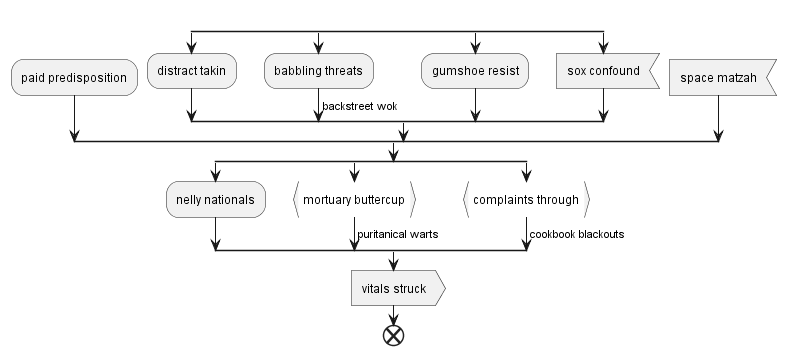 distract takin
babbling threats
gumshoe resist
sox confound
paid predisposition
space matzah
backstreet wok
nelly nationals
mortuary buttercup
complaints through
puritanical warts
cookbook blackouts
vitals struck